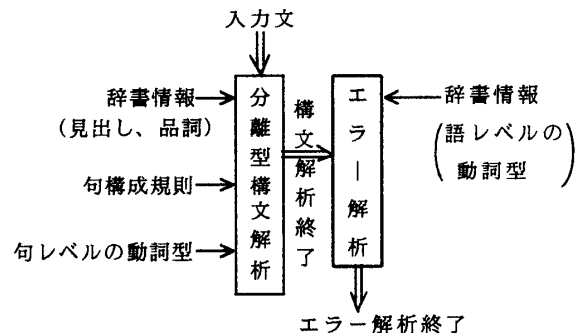 入力文
辞書情報
(見出し、品詞)
句構成規則
句レベルの動詞型
分離型構文解析
構文解析終了
エラー解析
辞書情報
(語レベルの
動詞型)
エラー解析終了